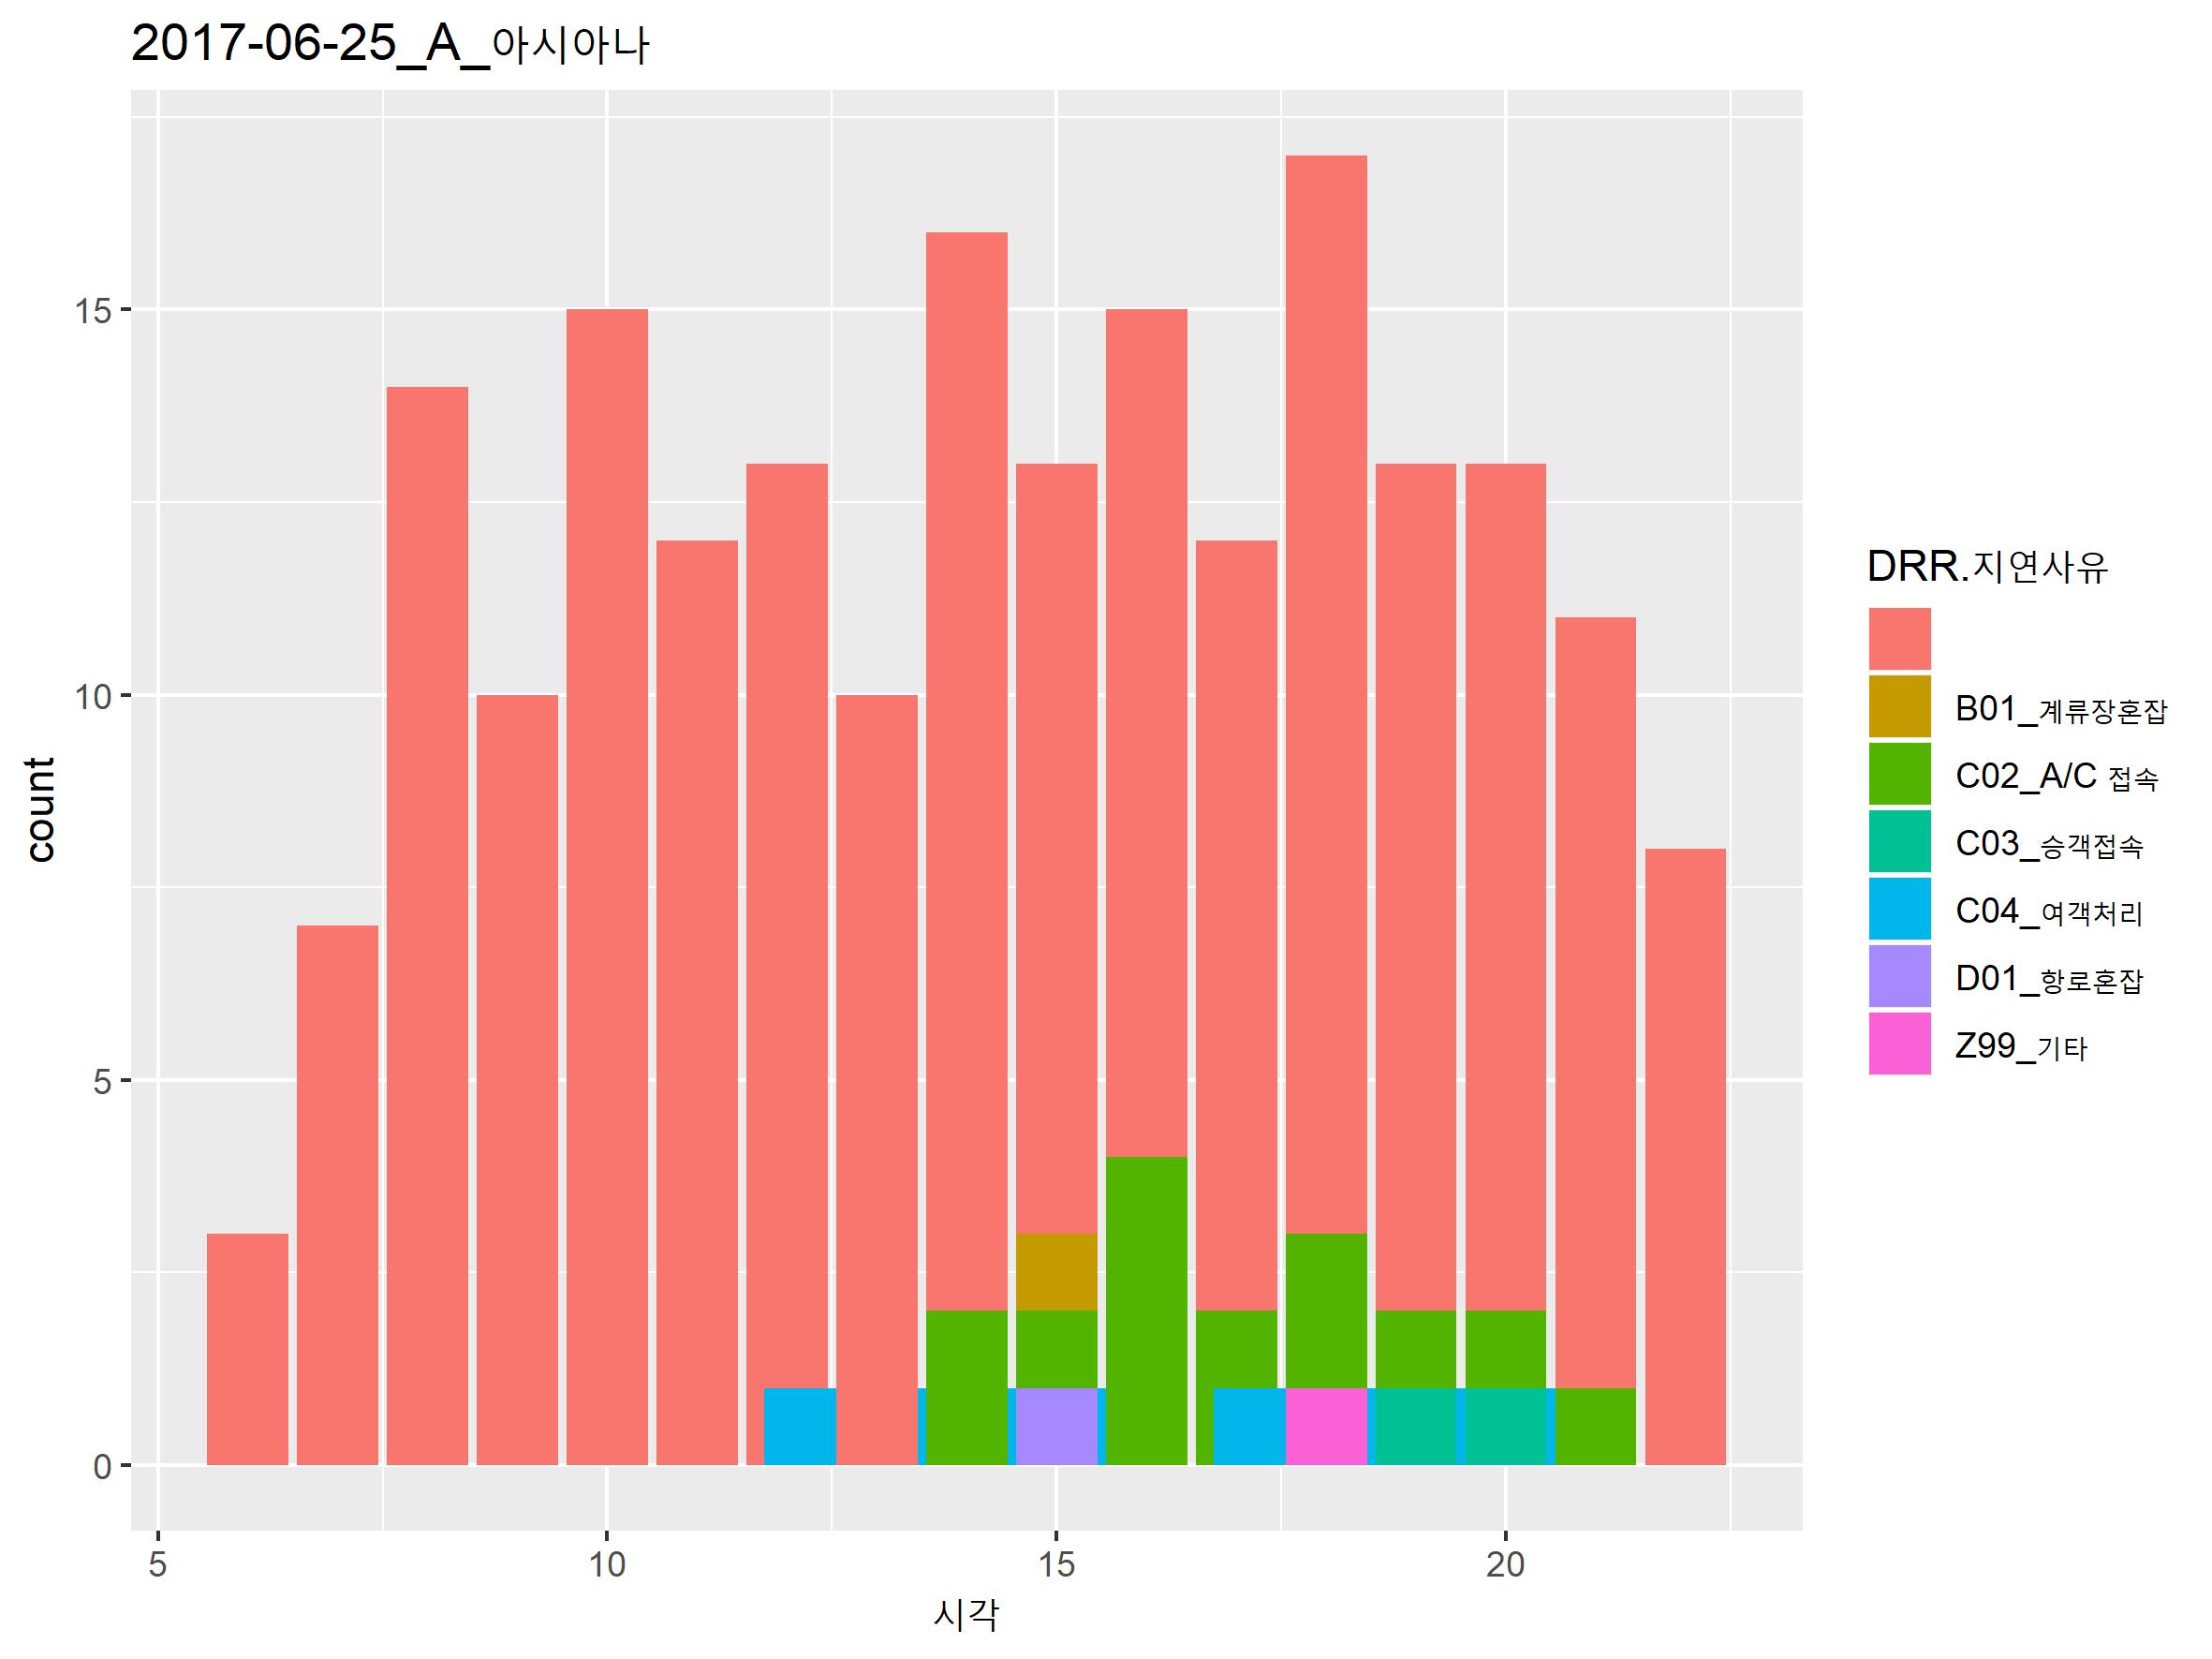 2017-06-25_A_아시아나
count
15
10
5
0
5
10
15
20
시각
DRR.지연사유
B01_계류장혼잡
C02_A/C 접속
C03_승객접속
C04_여객처리
D01_항로혼잡
Z99_기타